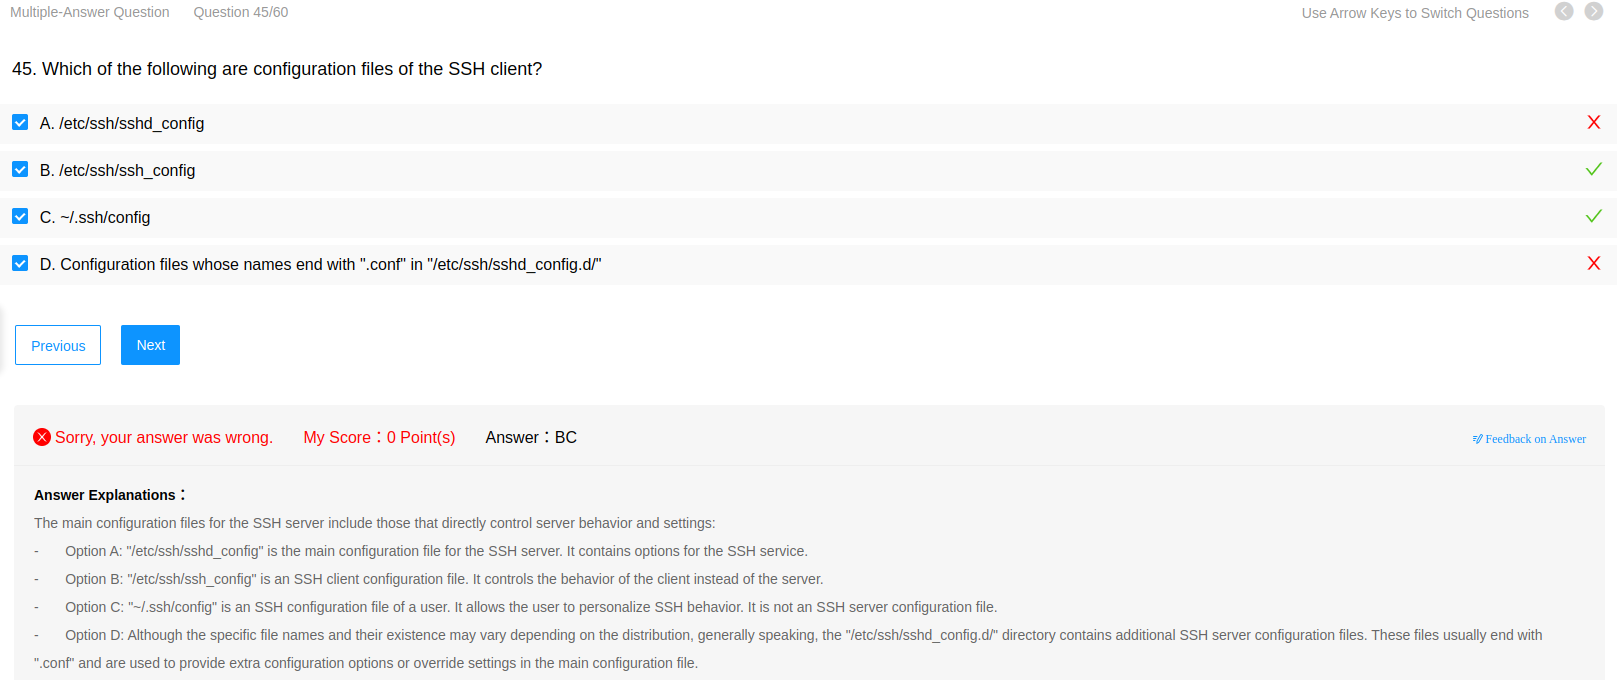 Multiple-Answer Question Question 45/60 Use Arrow Keys to Switch Questions
45. Which of the following are configuration files of the SSH client?
A. /etc/ssh/sshd_config
B. /etc/ssh/ssh_config
C. ~/.ssh/config
D. Configuration files whose names end with ".conf" in "/etc/ssh/sshd_config.d/"
Previous Next
Sorry, your answer was wrong. My Score：0 Point(s) Answer：BC Feedback on Answer
Answer Explanations：
The main configuration files for the SSH server include those that directly control server behavior and settings:
- Option A: "/etc/ssh/sshd_config" is the main configuration file for the SSH server. It contains options for the SSH service.
- Option B: "/etc/ssh/ssh_config" is an SSH client configuration file. It controls the behavior of the client instead of the server.
- Option C: "~/.ssh/config" is an SSH configuration file of a user. It allows the user to personalize SSH behavior. It is not an SSH server configuration file.
- Option D: Although the specific file names and their existence may vary depending on the distribution, generally speaking, the "/etc/ssh/sshd_config.d/" directory contains additional SSH server configuration files. These files usually end with
".conf" and are used to provide extra configuration options or override settings in the main configuration file.